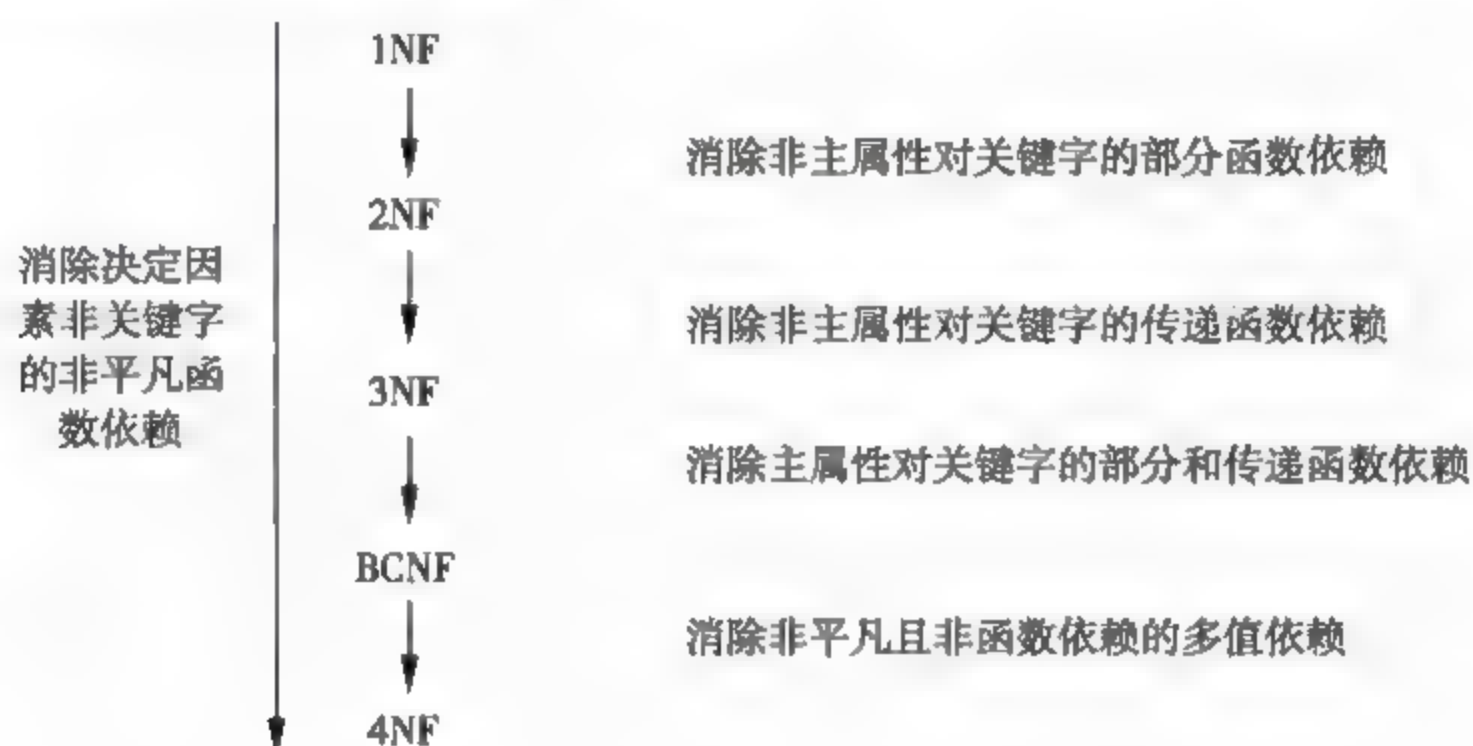 1NF
消除非主属性对关键字的部分函数依赖
2NF
消除决定因
素非关键字
的非平凡函
数依赖
消除非主属性对关键字的传递函数依赖
3NF
消除主属性对关键字的部分和传递函数依赖
BCNF
消除非平凡且非函数依赖的多值依赖
4NF